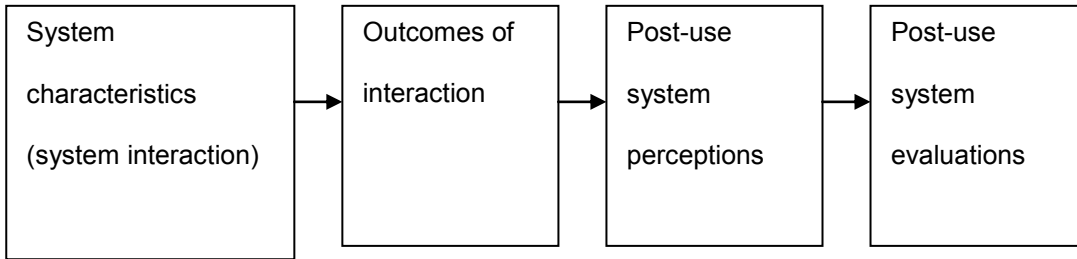 System
characteristics
(system interaction)
Outcomes of
interaction
Post-use
system
perceptions
Post-use
system
evaluations